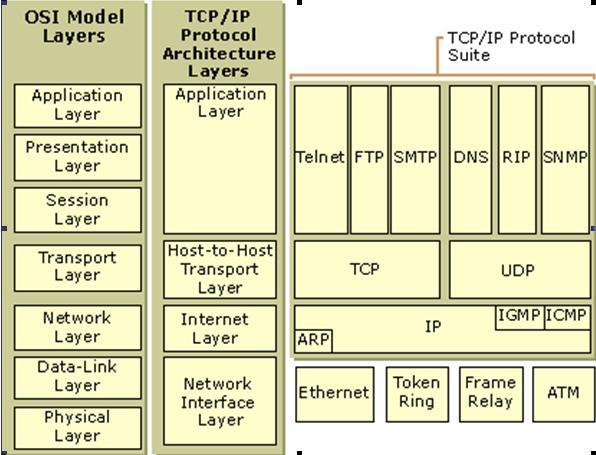 OSI Model
Layers
Application
Layer
Presentation
Layer
Session
Layer
Transport
Layer
Network
Layer
Data-Link
Layer
Physical
Layer
TCP/IP
Protocol
Architecture
Layers
Application
Layer
Host-to-Host
Transport
Layer
Internet
Layer
Network
Interface
Layer
TCP/IP Protocol
Suite
Telnet
FTP
SMTP
DNS
RIP
SNMP
TCP
UDP
ARP
IP
IGMP
ICMP
Ethernet
Token
Ring
Frame
Relay
ATM